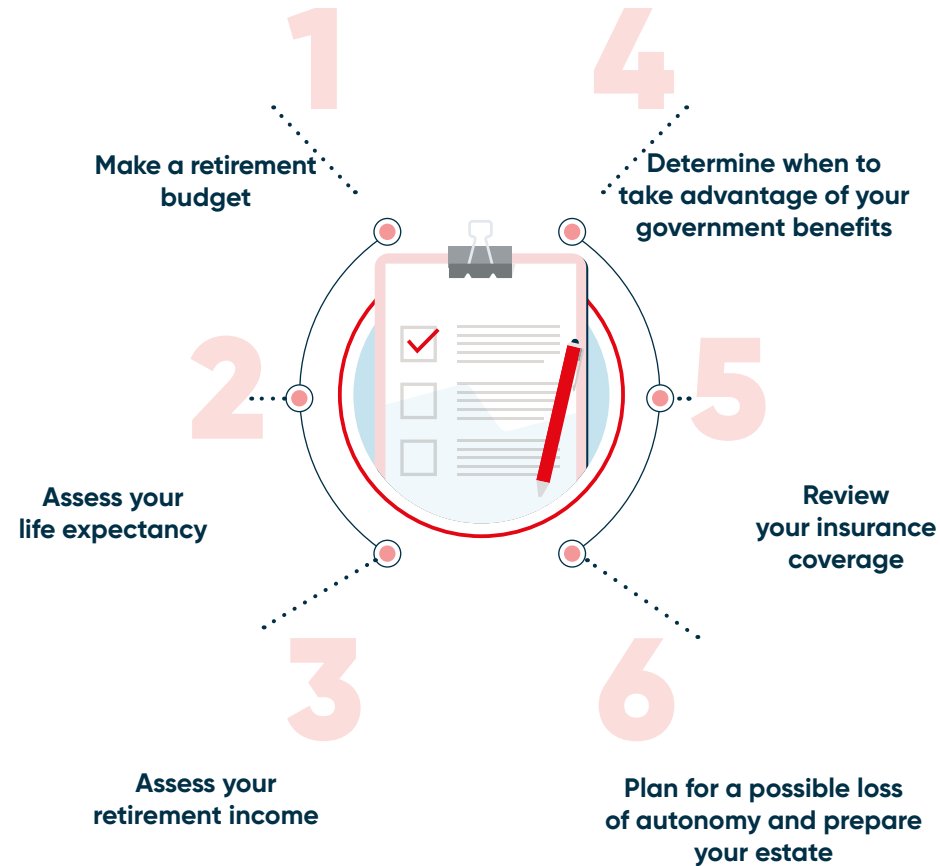 1
Make a retirement
budget
2
Assess your
life expectancy
3
Assess your
retirement income
4
Determine when to
take advantage of your
government benefits
5
Review
your insurance
coverage
6
Plan for a possible loss
of autonomy and prepare
your estate